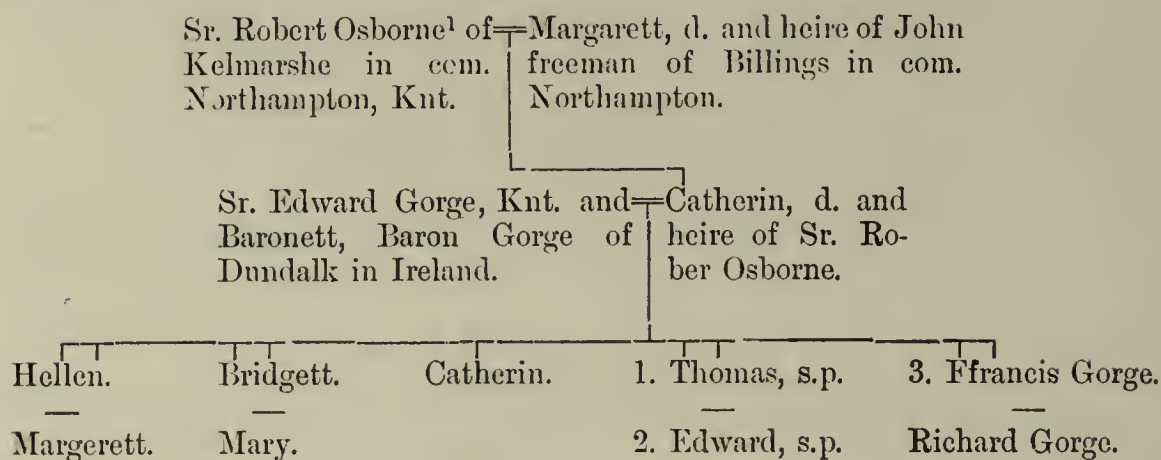 Sr. Robert Osborne¹ of
Kelmarshe in com.
Northampton, Knt.
Margarett, d. and heire of John
freeman of Billings in com.
Northampton.
Sr. Edward Gorge, Knt. and
Baronett, Baron Gorge of
Dundalk in Ireland.
Catherin, d. and
heire of Sr. Ro-
ber Osborne.
Hellen. Bridgett. Catherin. 1. Thomas, s.p. 3. Ffrancis Gorge.
Margerett. Mary. 2. Edward, s.p. Richard Gorge.